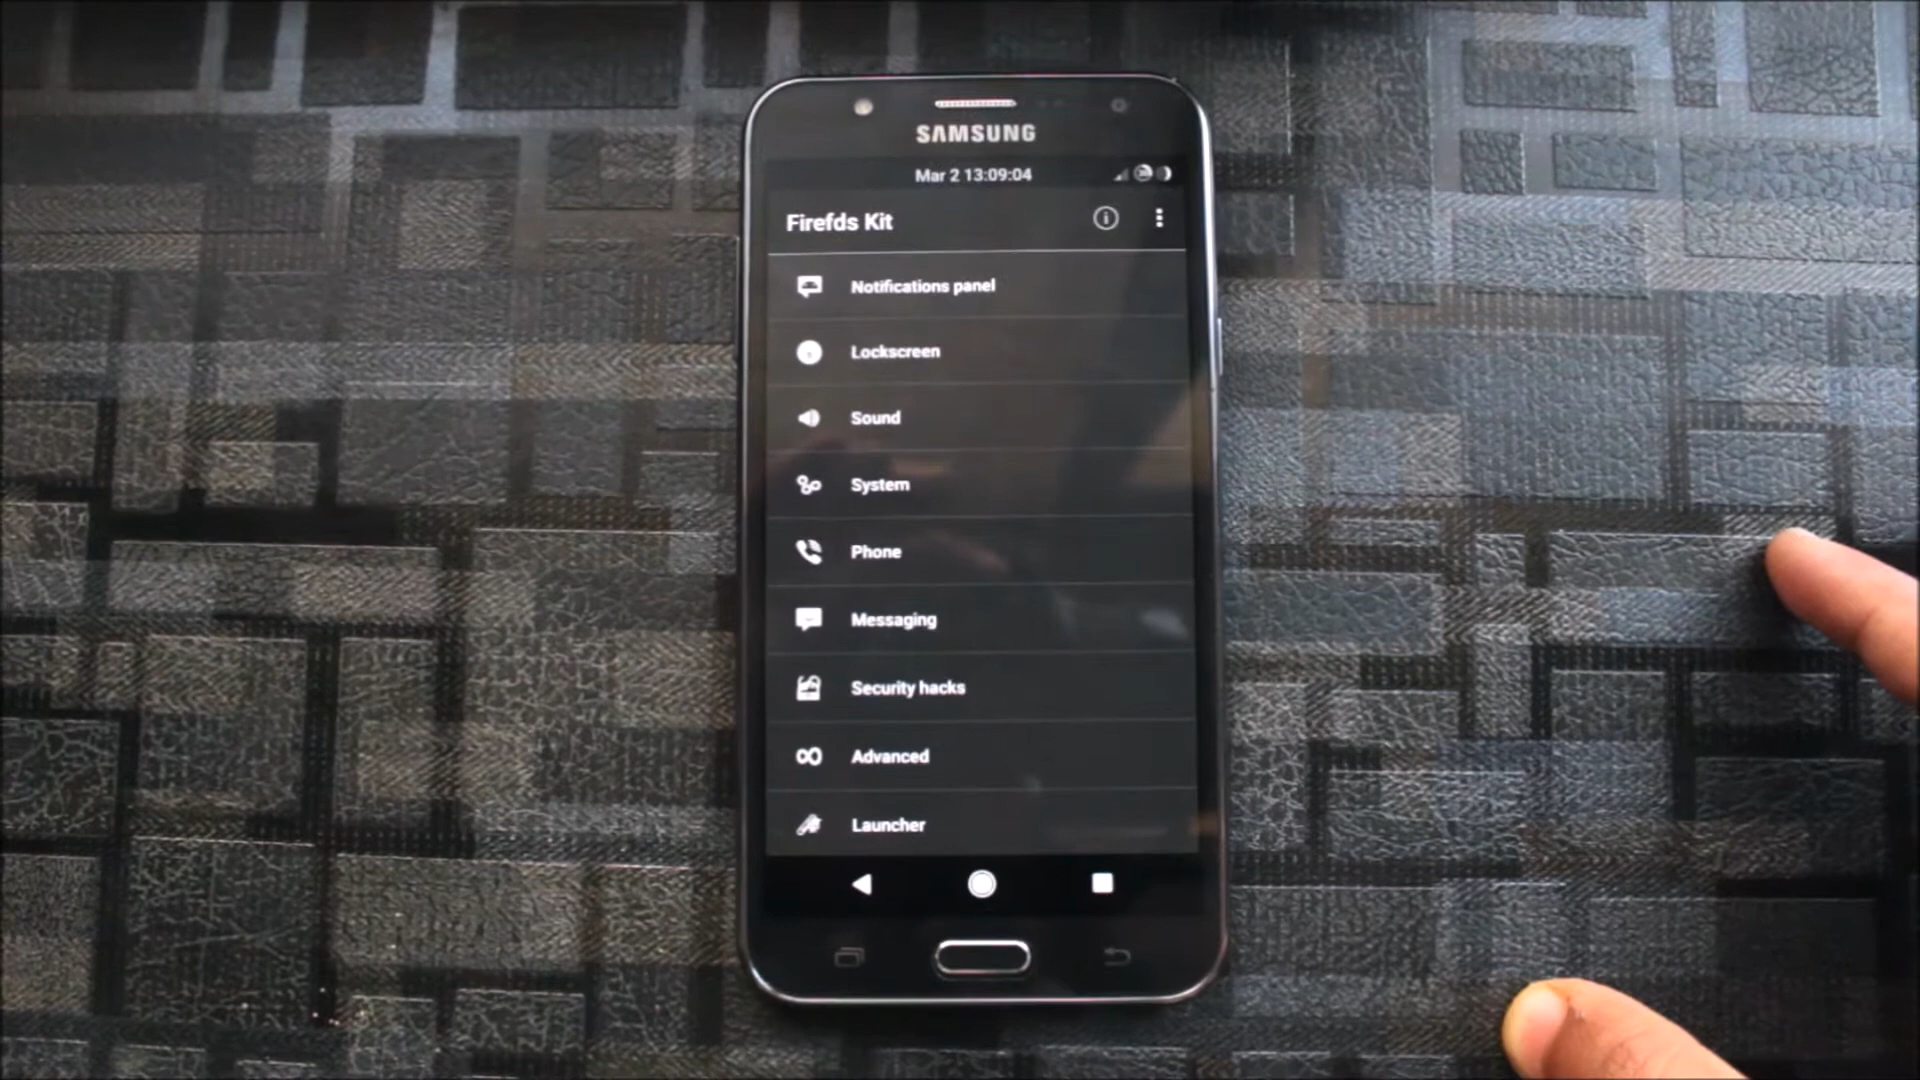 SAMSUNG
Mar 2 13:09:04
Firefds Kit
Notifications panel
Lockscreen
Sound
System
Phone
Messaging
Security hacks
Advanced
Launcher